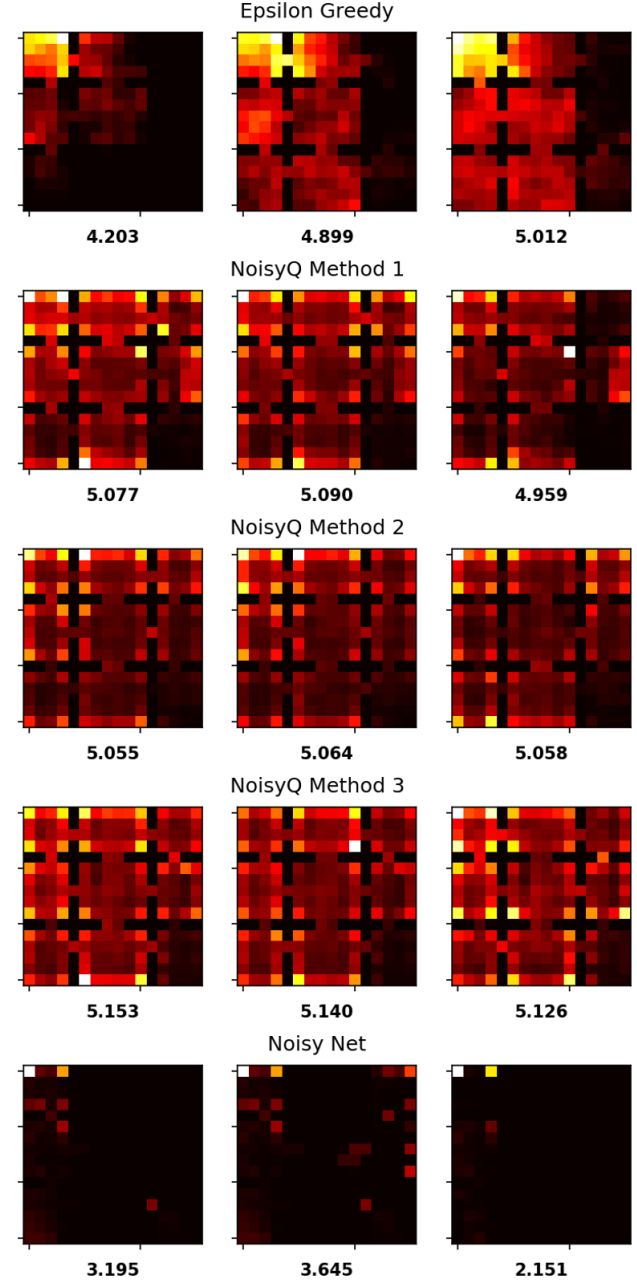 Epsilon Greedy
4.203 4.899 5.012
NoisyQ Method 1
5.077 5.090 4.959
NoisyQ Method 2
5.055 5.064 5.058
NoisyQ Method 3
5.153 5.140 5.126
Noisy Net
3.195 3.645 2.151